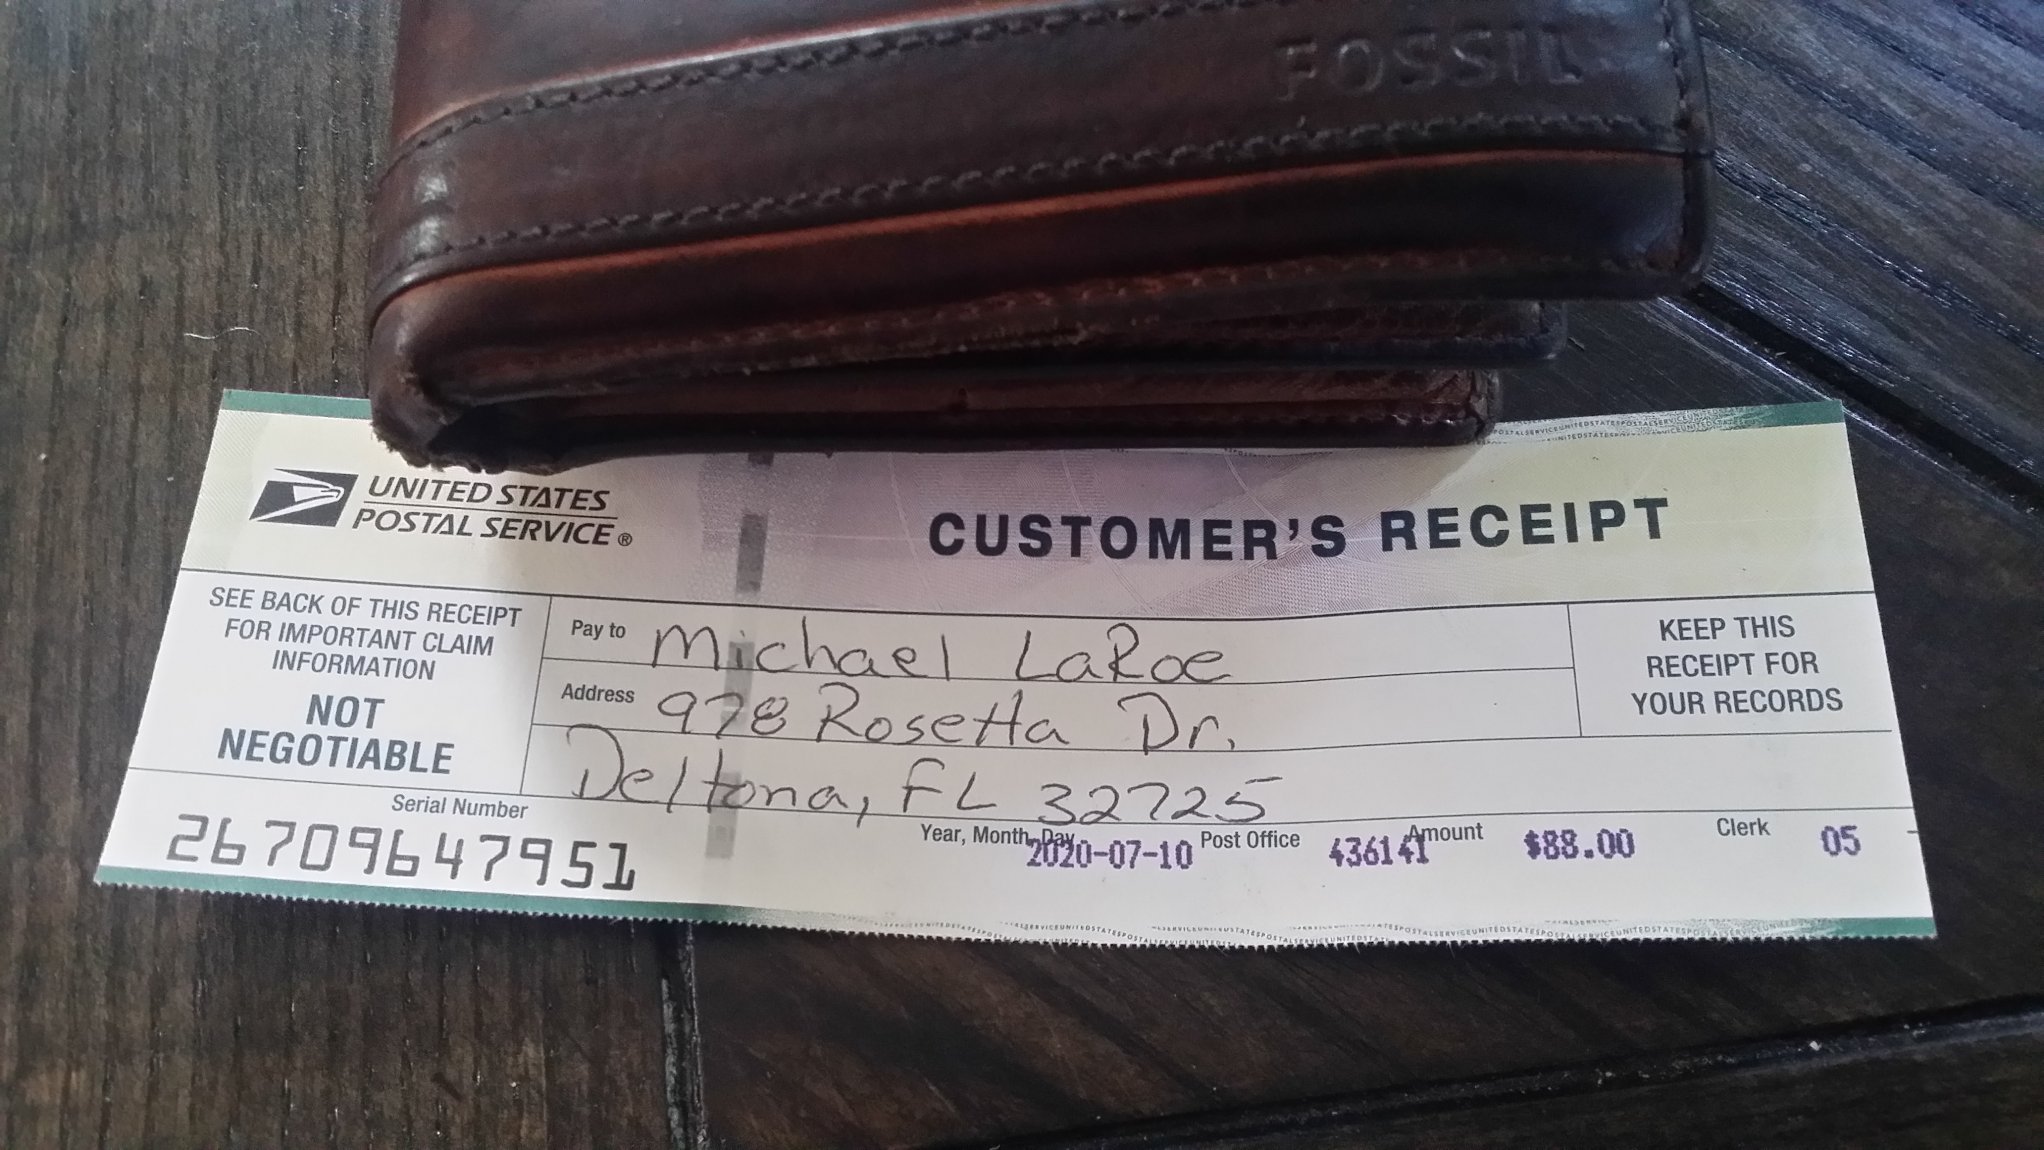 FOSSIL
UNITED STATES
POSTAL SERVICE®
CUSTOMER'S RECEIPT
SEE BACK OF THIS RECEIPT
FOR IMPORTANT CLAIM
INFORMATION
NOT
NEGOTIABLE
Pay to Michael LaRoe
Address 978 Rosetta Dr.
Deltona, FL 32725
KEEP THIS
RECEIPT FOR
YOUR RECORDS
Serial Number
26709647951
Year, Month, Day 2020-07-10 Post Office 436141 Amount $88.00 Clerk 05